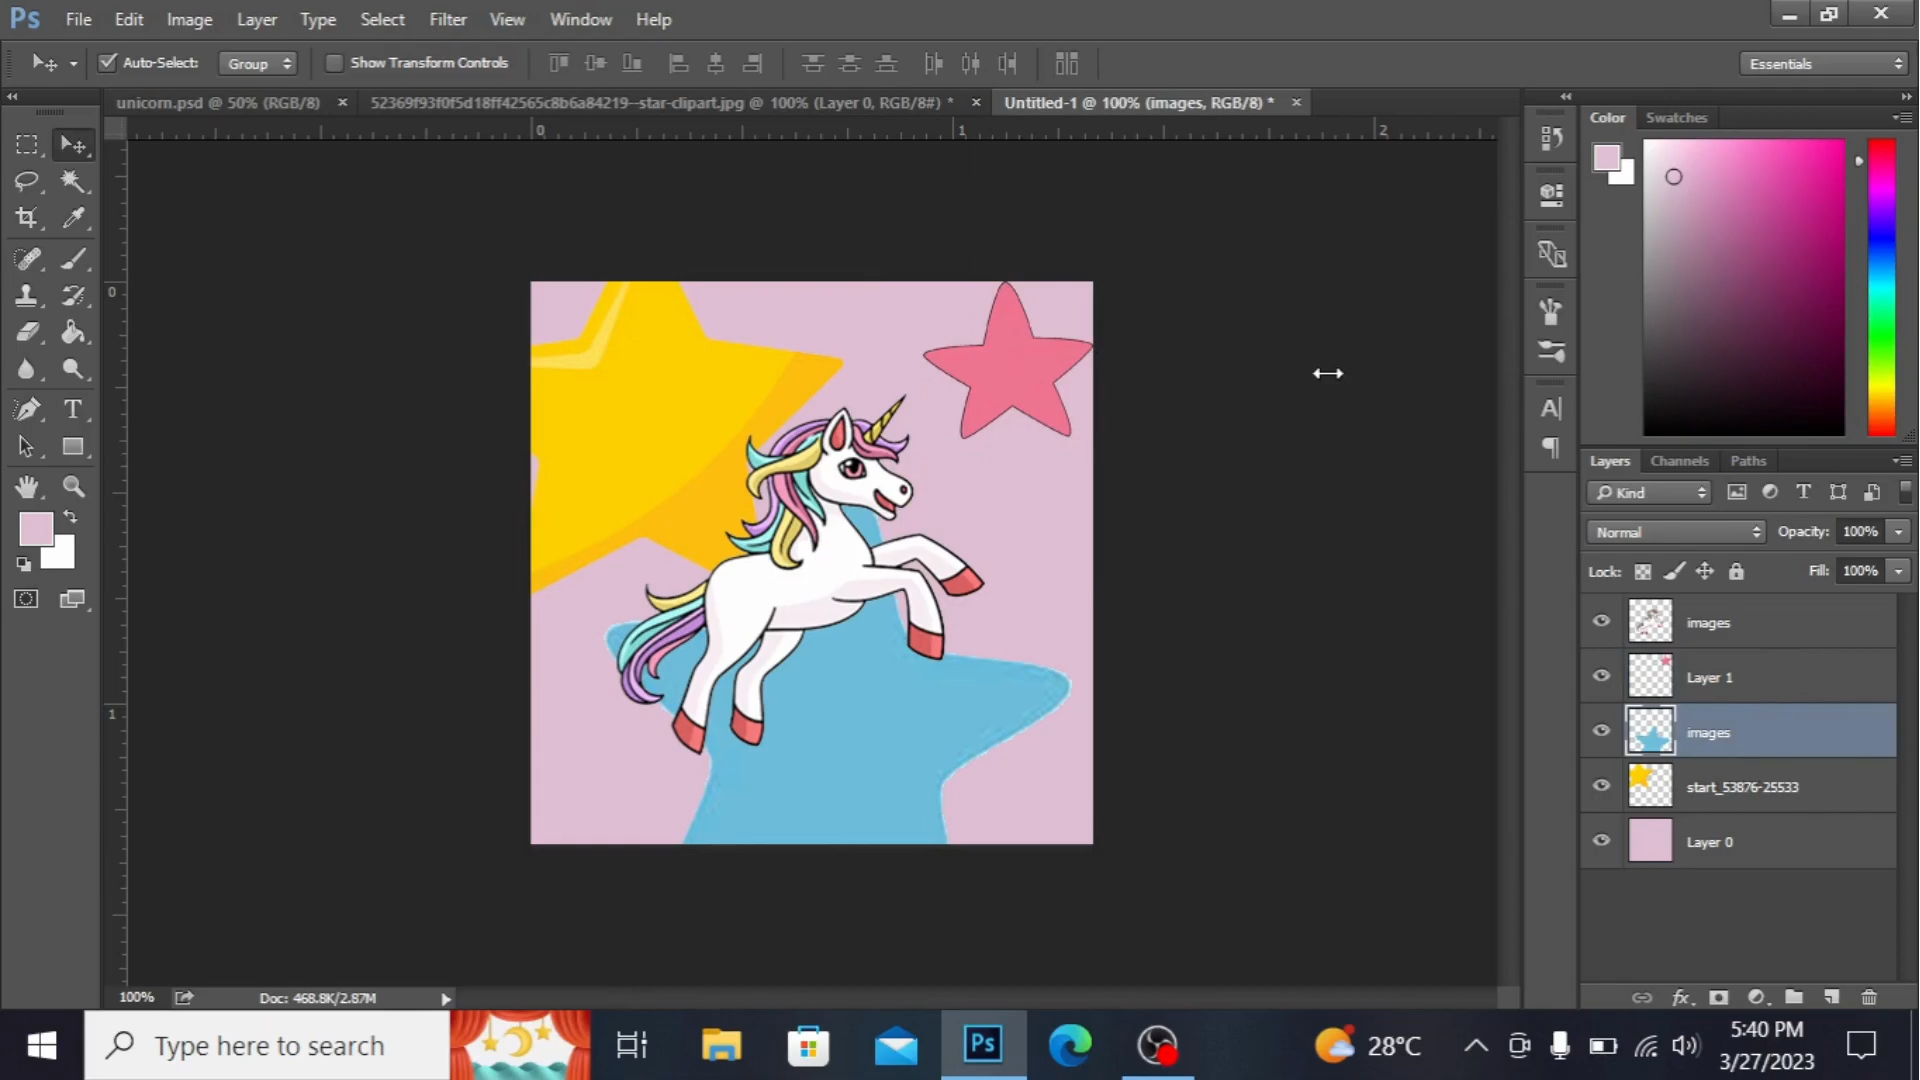 Ps File Edit Image Layer Type Select Filter View Window Help
Auto-Select: Group Show Transform Controls Essentials
unicorn.psd @ 50% (RGB/8) × 52369f93f0f5d18ff42565c8b6a84219--star-clipart.jpg @ 100% (Layer 0, RGB/8#) * × Untitled-1 @ 100% (images, RGB/8) * ×
0 1 2
0
1
Color Swatches
Layers Channels Paths
Kind
Normal Opacity: 100%
Lock: Fill: 100%
images
Layer 1
images
start_53876-25533
Layer 0
100% Doc: 468.8K/2.87M
Type here to search
Ps
28°C
5:40 PM
3/27/2023